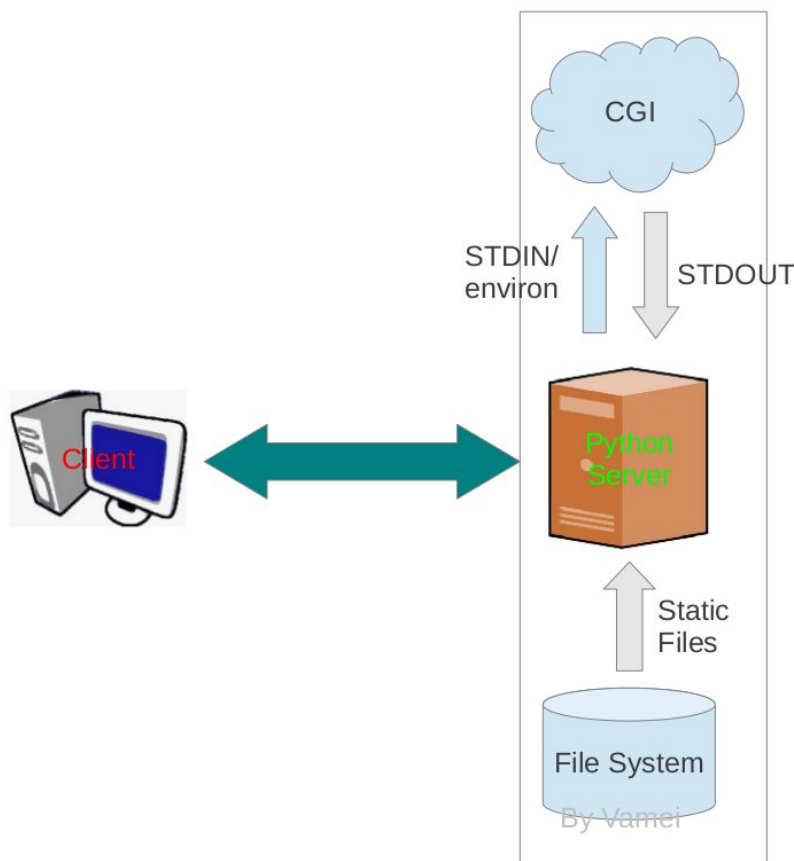 CGI
STDIN/
environ
STDOUT
Client
Python
Server
Static
Files
File System
By Vamei